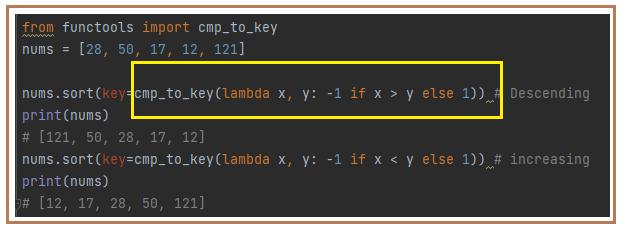 from functools import cmp_to_key
nums = [28, 50, 17, 12, 121]
nums.sort(key=cmp_to_key(lambda x, y: -1 if x > y else 1)) # Descending
print(nums)
# [121, 50, 28, 17, 12]
nums.sort(key=cmp_to_key(lambda x, y: -1 if x < y else 1)) # increasing
print(nums)
# [12, 17, 28, 50, 121]